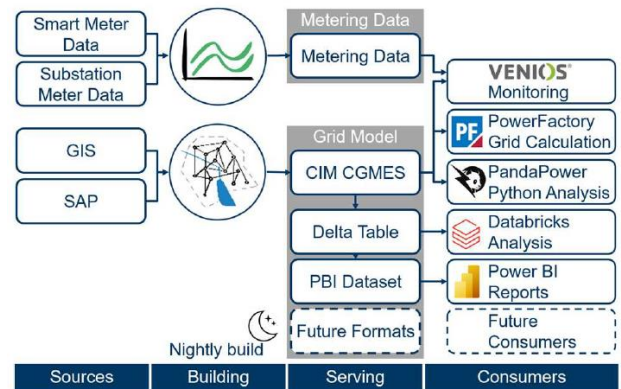 Smart Meter
Data
Substation
Meter Data
GIS
SAP
Nightly build
Metering Data
Metering Data
Grid Model
CIM CGMES
Delta Table
PBI Dataset
Future Formats
VENIOS®
Monitoring
PF
PowerFactory
Grid Calculation
PandaPower
Python Analysis
Databricks
Analysis
Power BI
Reports
Future
Consumers
Sources
Building
Serving
Consumers